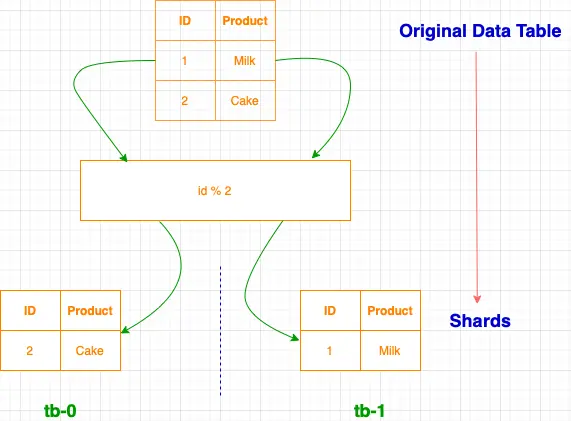 ID Product
Original Data Table
1 Milk
2 Cake
id % 2
ID Product
ID Product
Shards
2 Cake
1 Milk
tb-0
tb-1